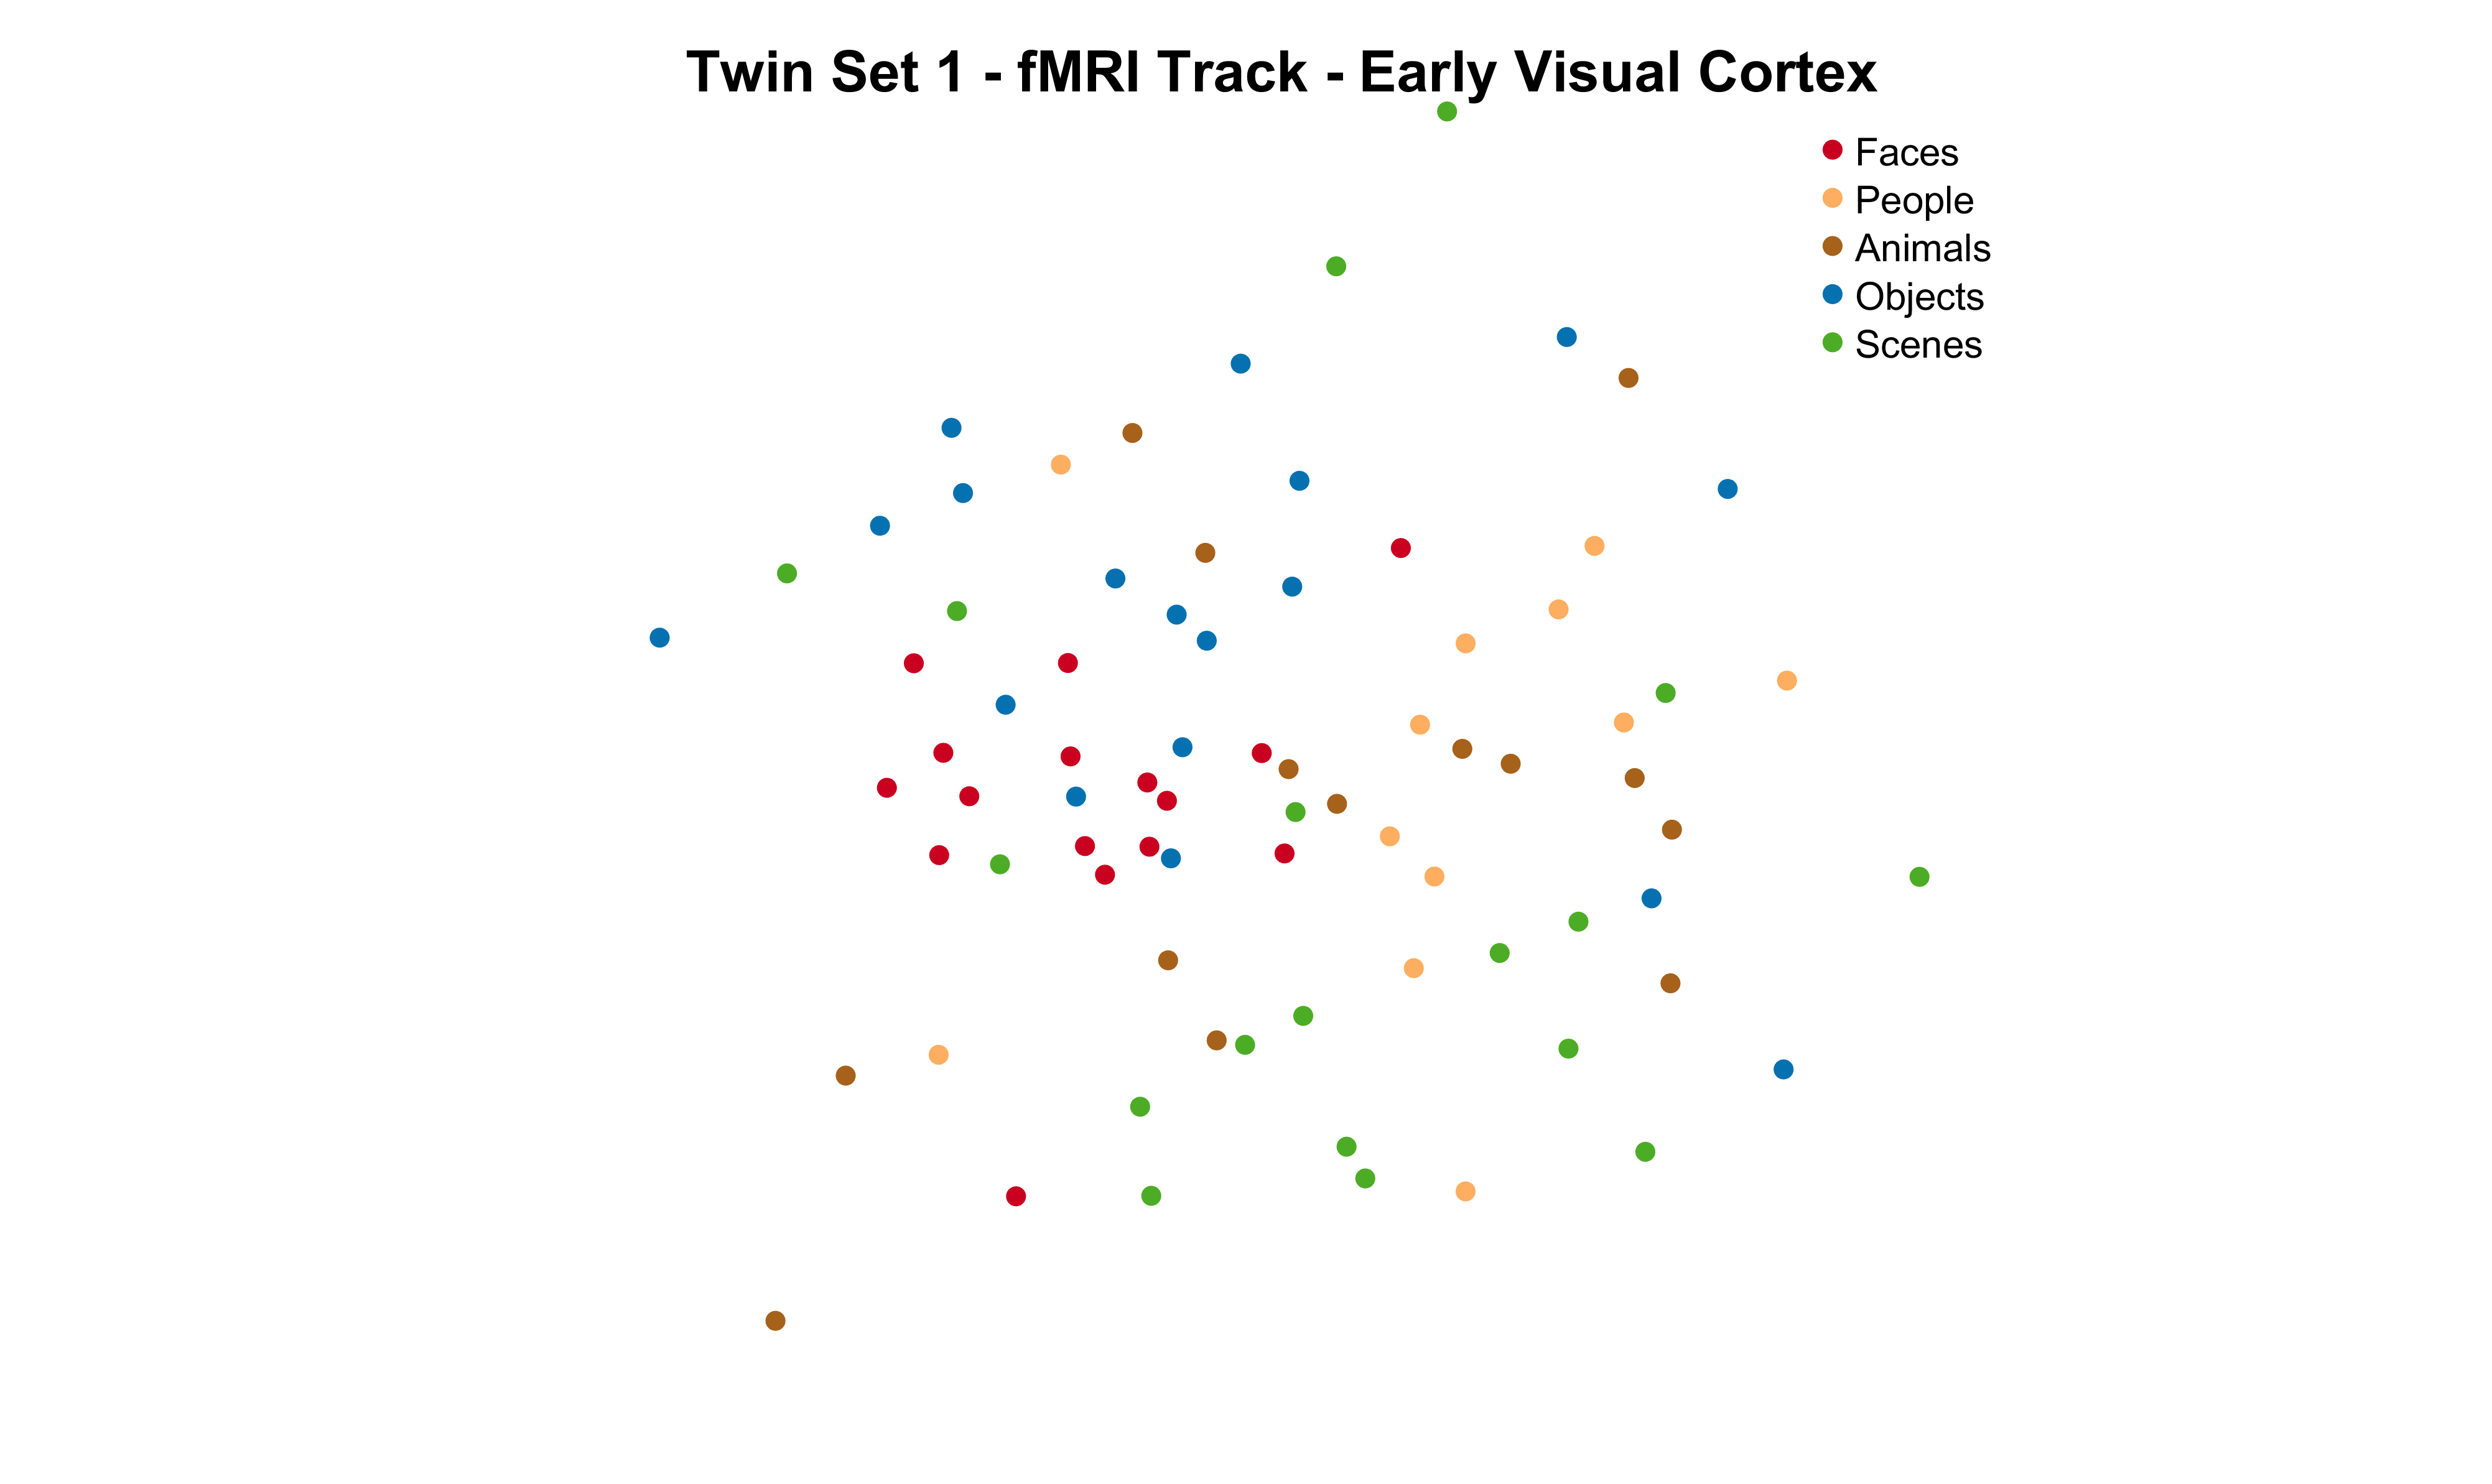 Twin Set 1 - fMRI Track - Early Visual Cortex
Faces
People
Animals
Objects
Scenes